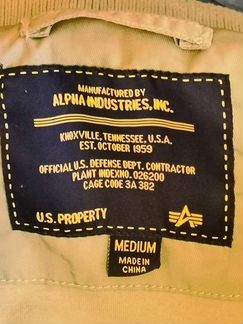 MANUFACTURED BY
ALPHA INDUSTRIES, INC.
KNOXVILLE, TENNESSEE, U.S.A.
EST. OCTOBER 1959
OFFICIAL U.S. DEFENSE DEPT. CONTRACTOR
PLANT INDEXNO. 026200
CAGE CODE 3A 382
U.S. PROPERTY
MEDIUM
MADE IN
CHINA